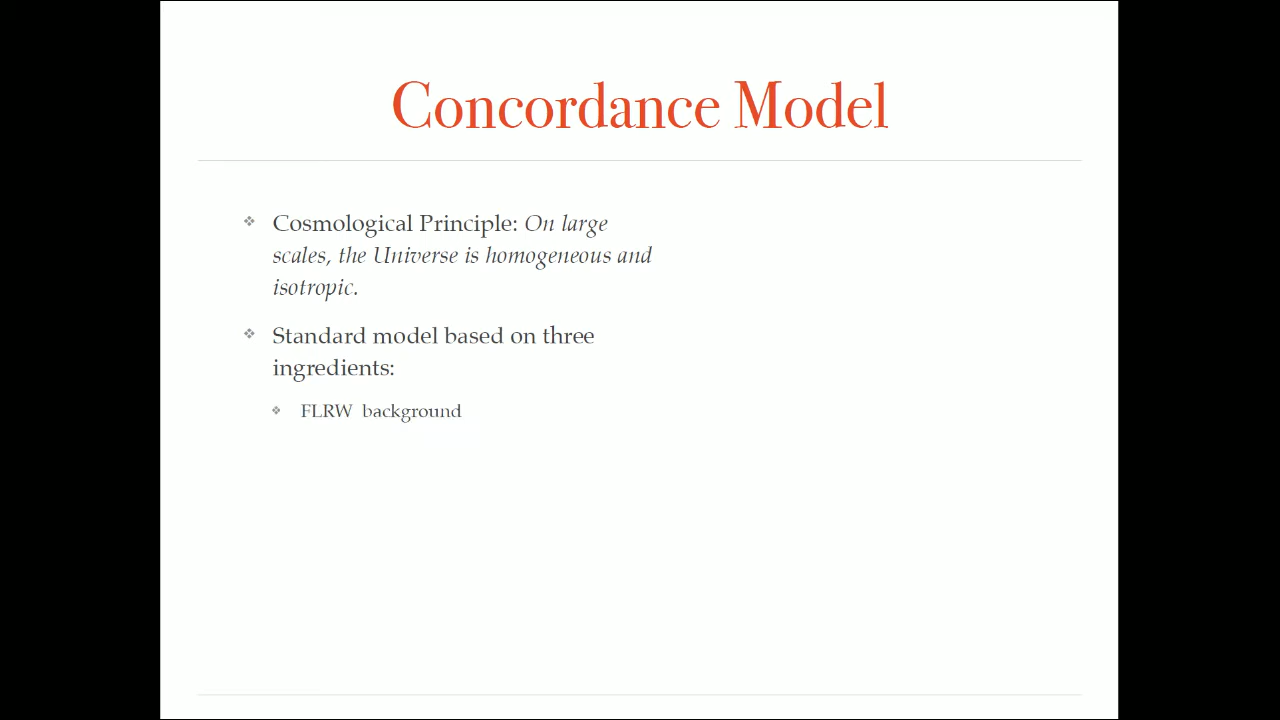 Concordance Model
❖ Cosmological Principle: On large
scales, the Universe is homogeneous and
isotropic.
❖ Standard model based on three
ingredients:
❖ FLRW background